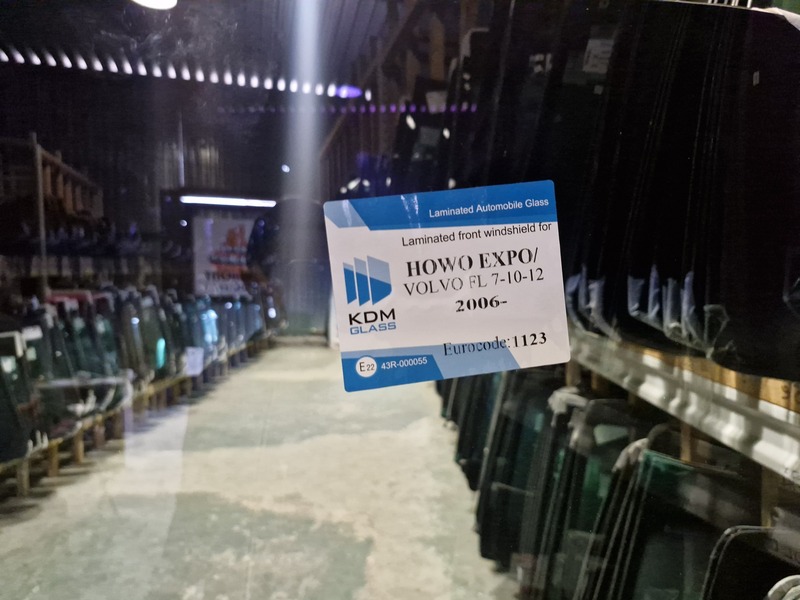 Laminated Automobile Glass
Laminated front windshield for
HOWO EXPO/
VOLVO FL 7-10-12
2006-
KDM
GLASS
Eurocode: 1123
E22 43R-000055